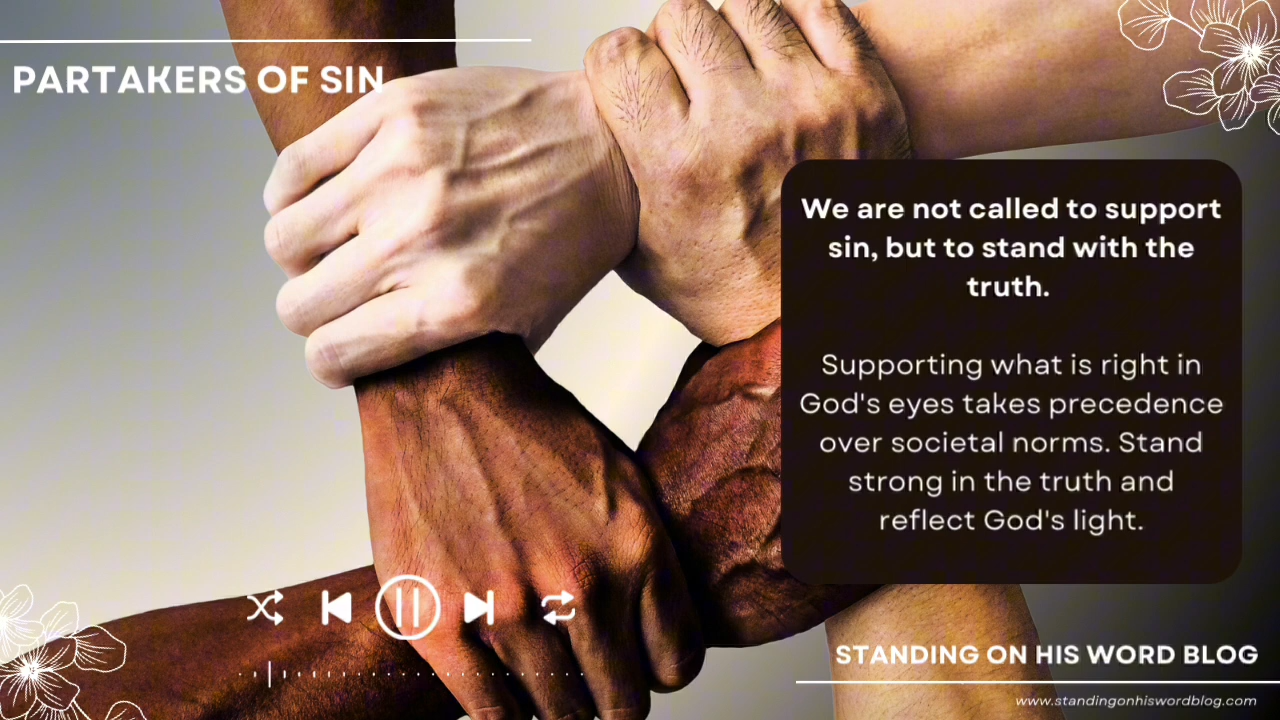 PARTAKERS OF SIN
We are not called to support
sin, but to stand with the
truth.
Supporting what is right in
God's eyes takes precedence
over societal norms. Stand
strong in the truth and
reflect God's light.
STANDING ON HIS WORD BLOG
www.standingonhiswordblog.com